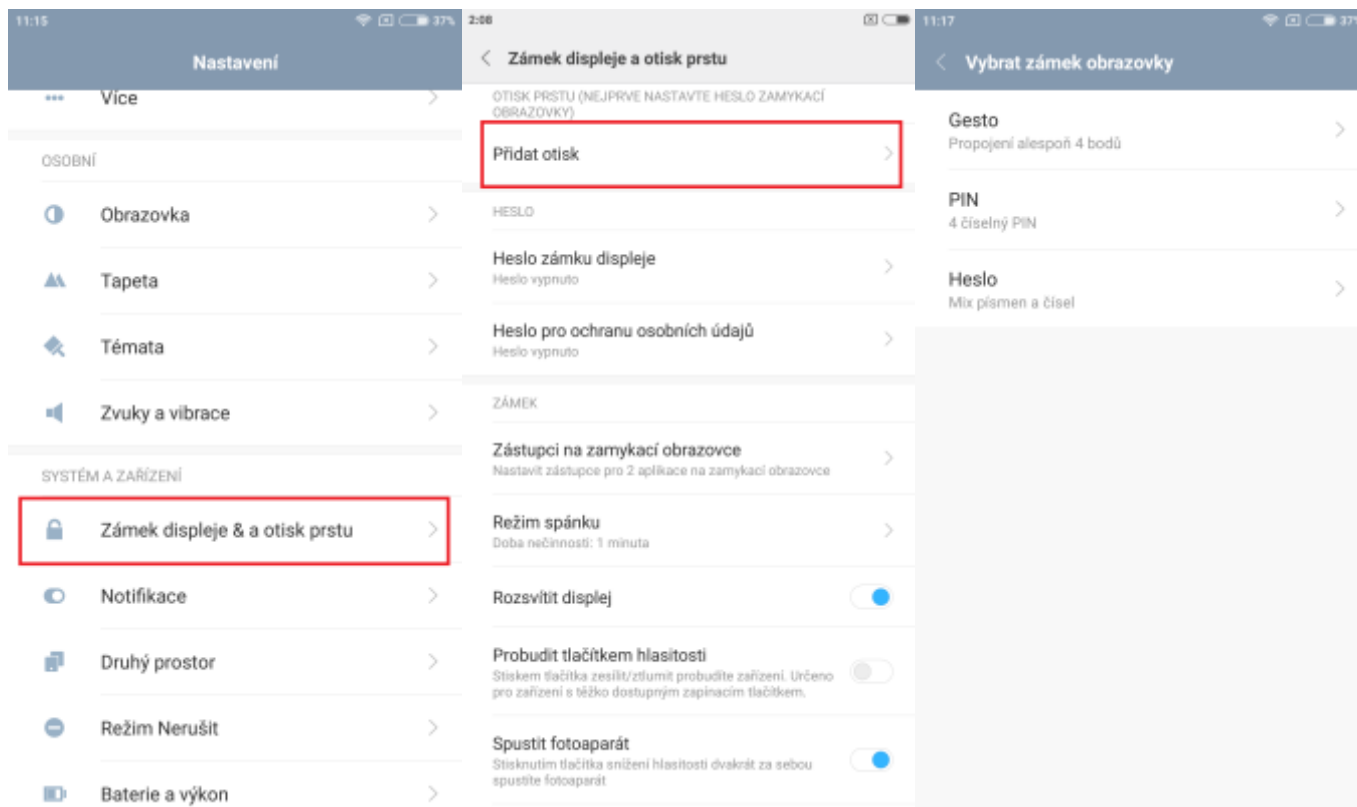 11:15
37%
Nastavení
Více
OSOBNÍ
Obrazovka
Tapeta
Témata
Zvuky a vibrace
SYSTÉM A ZAŘÍZENÍ
Zámek displeje & a otisk prstu
Notifikace
Druhý prostor
Režim Nerušit
Baterie a výkon
2:08
Zámek displeje a otisk prstu
OTISK PRSTU (NEJPRVE NASTAVTE HESLO ZAMYKACÍ
OBRAZOVKY)
Přidat otisk
HESLO
Heslo zámku displeje
Heslo vypnuto
Heslo pro ochranu osobních údajů
Heslo vypnuto
ZÁMEK
Zástupci na zamykací obrazovce
Nastavit zástupce pro 2 aplikace na zamykací obrazovce
Režim spánku
Doba nečinnosti: 1 minuta
Rozsvítit displej
Probudit tlačítkem hlasitosti
Stiskem tlačítka zesílit/ztlumit probudíte zařízení. Určeno
pro zařízení s těžko dostupným zapínacím tlačítkem.
Spustit fotoaparát
Stisknutím tlačítka snížení hlasitosti dvakrát za sebou
spustíte fotoaparát
11:17
37%
Vybrat zámek obrazovky
Gesto
Propojení alespoň 4 bodů
PIN
4 číselný PIN
Heslo
Mix písmen a čísel